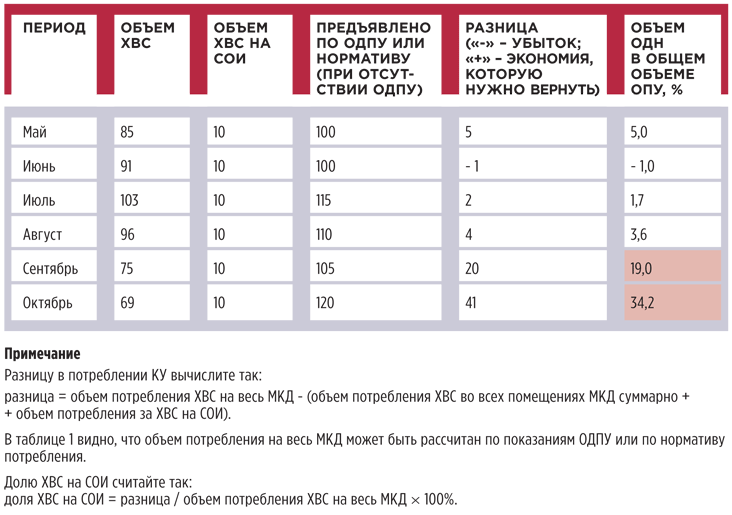 ПЕРИОД
ОБЪЕМ
ХВС
ОБЪЕМ
ХВС НА
СОИ
ПРЕДЪЯВЛЕНО
ПО ОДПУ ИЛИ
НОРМАТИВУ
(ПРИ ОТСУТ-
СТВИИ ОДПУ)
РАЗНИЦА
(«-» – УБЫТОК;
«+» – ЭКОНОМИЯ,
КОТОРУЮ
НУЖНО ВЕРНУТЬ)
ОБЪЕМ
ОДН
В ОБЩЕМ
ОБЪЕМЕ
ОПУ, %
Май 85 10 100 5 5,0
Июнь 91 10 100 - 1 - 1,0
Июль 103 10 115 2 1,7
Август 96 10 110 4 3,6
Сентябрь 75 10 105 20 19,0
Октябрь 69 10 120 41 34,2
Примечание
Разницу в потреблении КУ вычислите так:
разница = объем потребления ХВС на весь МКД - (объем потребления ХВС во всех помещениях МКД суммарно +
+ объем потребления за ХВС на СОИ).
В таблице 1 видно, что объем потребления на весь МКД может быть рассчитан по показаниям ОДПУ или по нормативу
потребления.
Долю ХВС на СОИ считайте так:
доля ХВС на СОИ = разница / объем потребления ХВС на весь МКД × 100%.